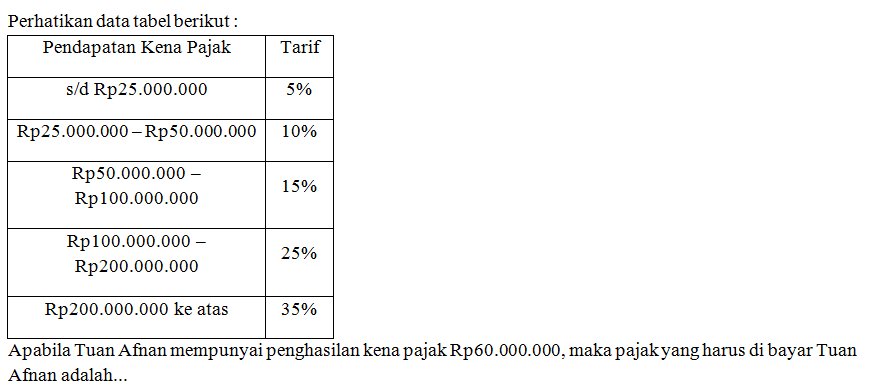 Perhatikan data tabel berikut :
Pendapatan Kena Pajak Tarif
s/d Rp25.000.000 5%
Rp25.000.000 – Rp50.000.000 10%
Rp50.000.000 –
Rp100.000.000
15%
Rp100.000.000 –
Rp200.000.000
25%
Rp200.000.000 ke atas 35%
Apabila Tuan Afnan mempunyai penghasilan kena pajak Rp60.000.000, maka pajak yang harus di bayar Tuan
Afnan adalah...